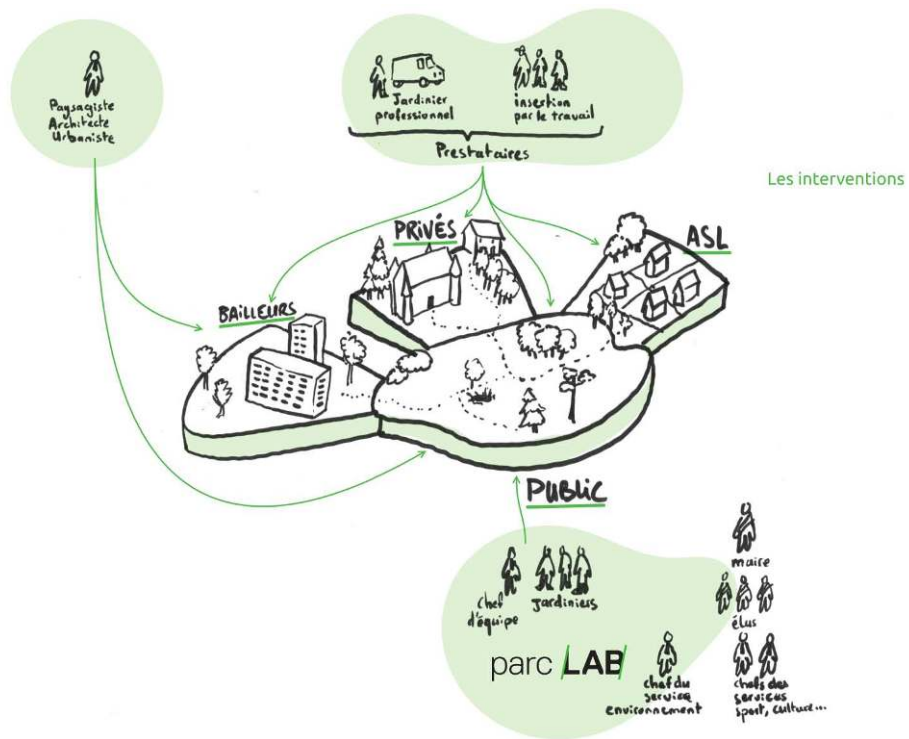 Paysagiste
Architecte
Urbaniste
Jardinier
professionnel
insertion
par le travail
Prestataires
Les interventions
PRIVÉS
ASL
BAILLEURS
PUBLIC
maire
chef
d'équipe
jardiniers
élus
parc LAB
chef du
service
environnement
chefs des
services
sport, culture...